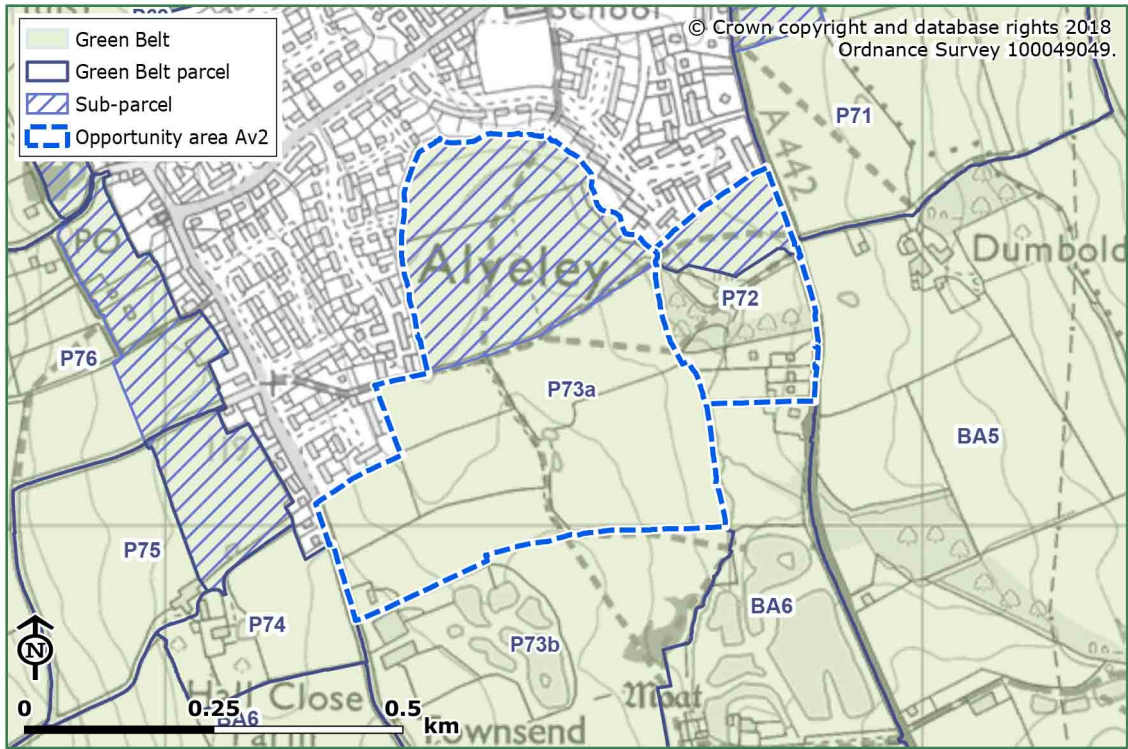 © Crown copyright and database rights 2018
Ordnance Survey 100049049.
Green Belt
Green Belt parcel
Sub-parcel
Opportunity area Av2
School
P71
A 442
PO
Alveley
Dumbold
P72
P76
P73a
BA5
P75
BA6
P74
P73b
Hall Close
Farm
Moat
Townsend
BA6
N
0
0.25
0.5
km